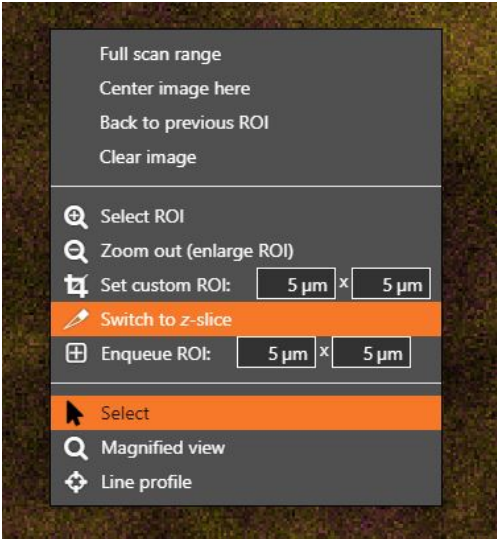 Full scan range
Center image here
Back to previous ROI
Clear image
Select ROI
Zoom out (enlarge ROI)
Set custom ROI: 5 µm x 5 µm
Switch to z-slice
Enqueue ROI: 5 µm x 5 µm
Select
Magnified view
Line profile